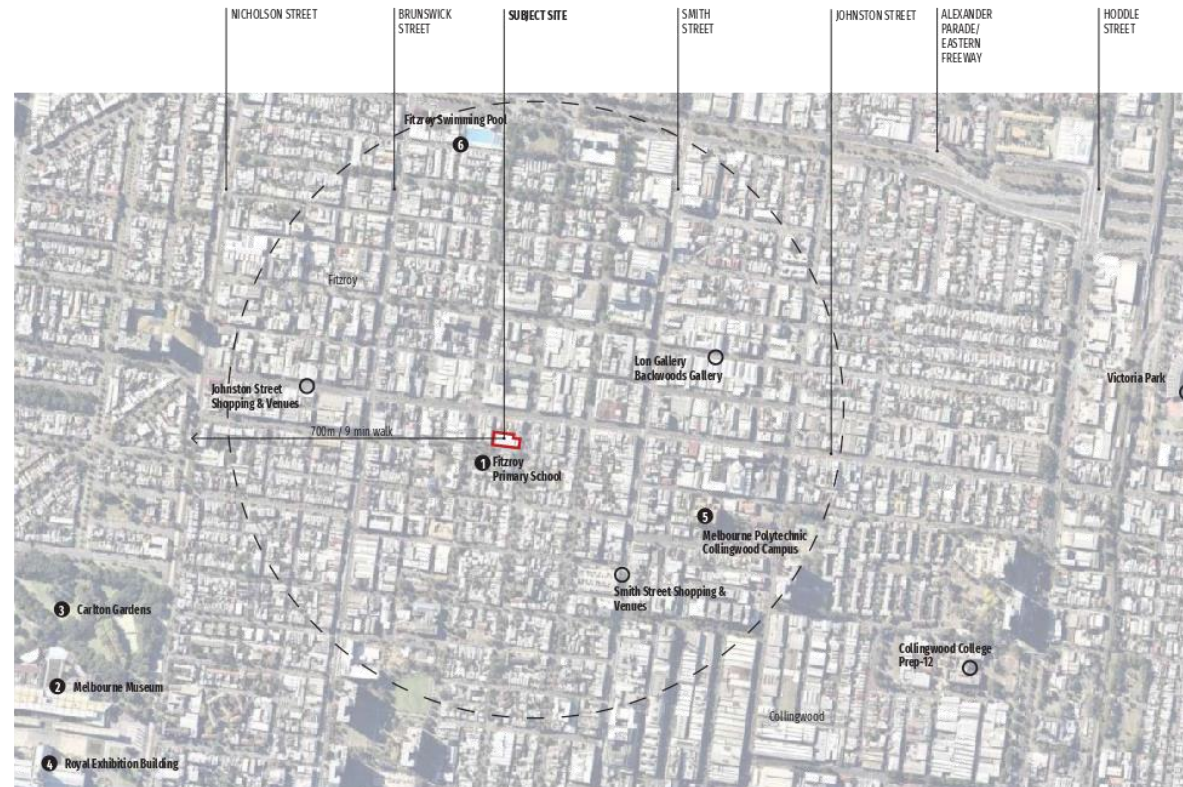 NICHOLSON STREET
BRUNSWICK
STREET
SUBJECT SITE
SMITH
STREET
JOHNSTON STREET
ALEXANDER
PARADE/
EASTERN
FREEWAY
HODDLE
STREET
Fitzroy Swimming Pool
6
Fitzroy
Lon Gallery
Backwoods Gallery
Victoria Park
Johnston Street
Shopping & Venues
700m / 9 min walk
1 Fitzroy
Primary School
5
Melbourne Polytechnic
Collingwood Campus
Smith Street Shopping &
Venues
3 Carlton Gardens
Collingwood College
Prep-12
2 Melbourne Museum
Collingwood
4 Royal Exhibition Building